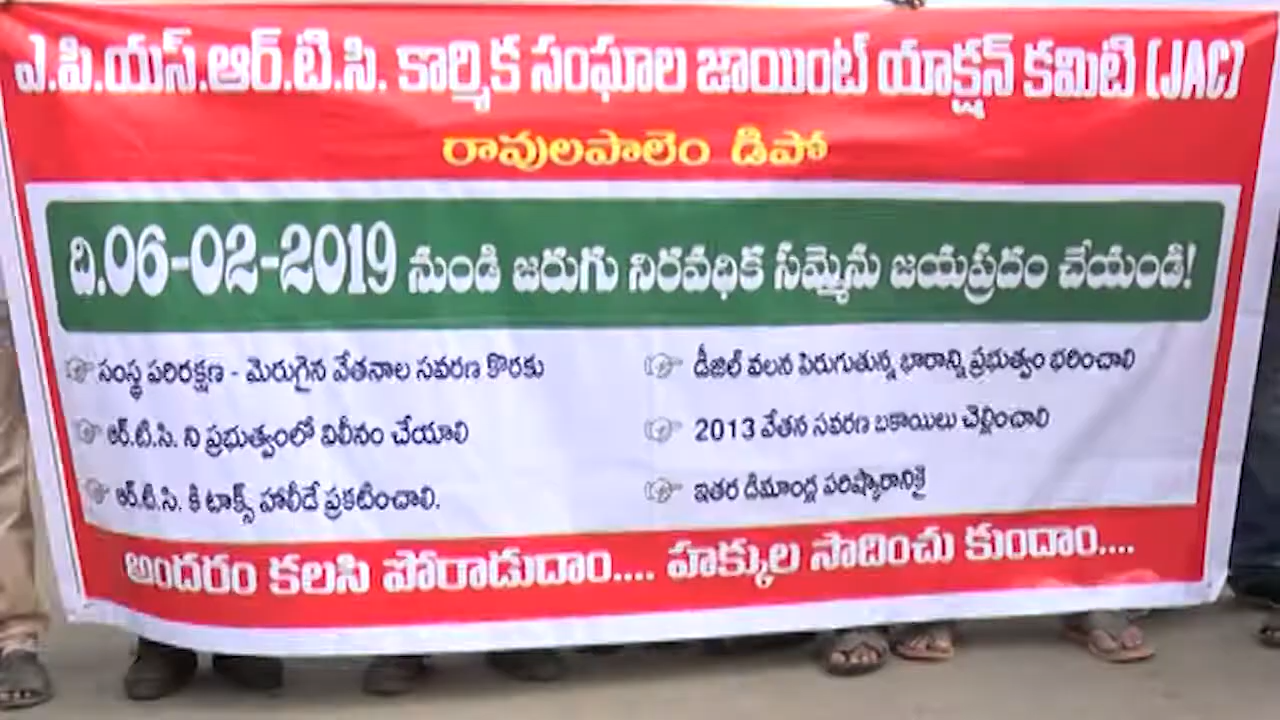 ఎ.పి.యస్.ఆర్.టి.సి. కార్మిక సంఘాల జాయింట్ యాక్షన్ కమిటి (JAC)
రావులపాలెం డిపో
ది.06-02-2019 నుండి జరుగు నిరవధిక సమ్మెను జయప్రదం చేయండి!
సంస్థ పరిరక్షణ - మెరుగైన వేతనాల సవరణ కొరకు
ఆర్.టి.సి. ని ప్రభుత్వంలో విలీనం చేయాలి
ఆర్.టి.సి. కి టాక్స్ హాలీడే ప్రకటించాలి.
డీజిల్ వలన పెరుగుతున్న భారాన్ని ప్రభుత్వం భరించాలి
2013 వేతన సవరణ బకాయిలు చెల్లించాలి
ఇతర డిమాండ్ల పరిష్కారానికై
అందరం కలసి పోరాడుదాం.... హక్కుల సాదించు కుందాం....